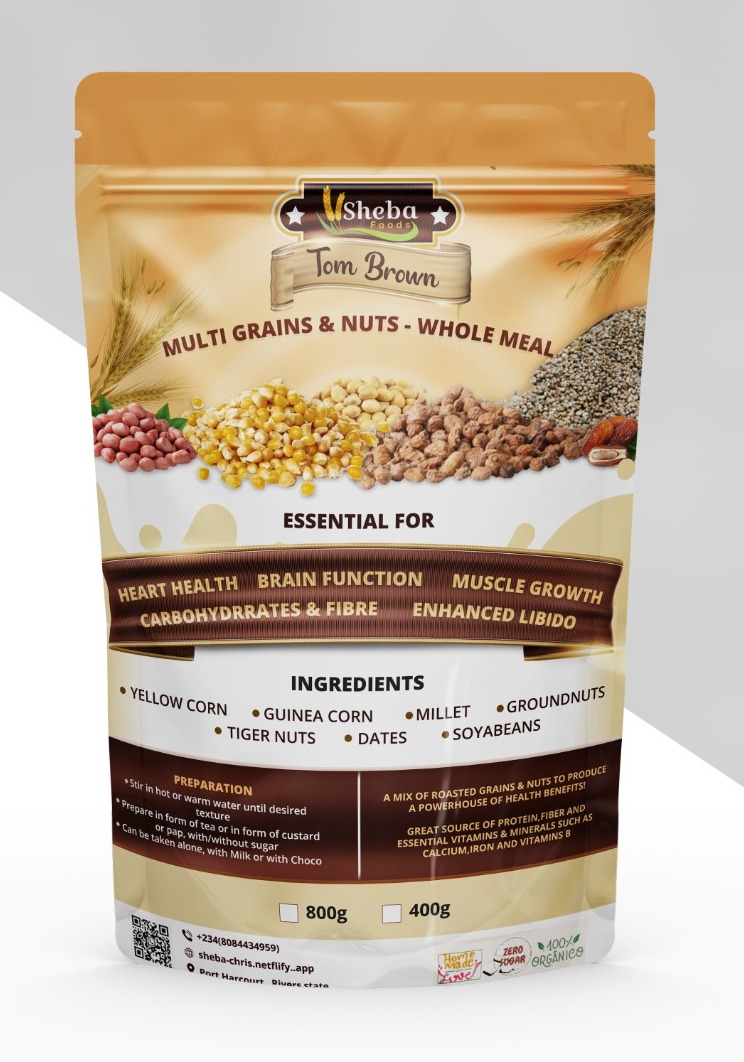 Sheba
Foods
Tom Brown
MULTI GRAINS & NUTS - WHOLE MEAL
ESSENTIAL FOR
HEART HEALTH BRAIN FUNCTION MUSCLE GROWTH
CARBOHYDRRATES & FIBRE ENHANCED LIBIDO
INGREDIENTS
• YELLOW CORN • GUINEA CORN • MILLET • GROUNDNUTS
• TIGER NUTS • DATES • SOYABEANS
PREPARATION
• Stir in hot or warm water until desired
texture
• Prepare in form of tea or in form of custard
or pap, with/without sugar
• Can be taken alone, with Milk or with Choco
A MIX OF ROASTED GRAINS & NUTS TO PRODUCE
A POWERHOUSE OF HEALTH BENEFITS!
GREAT SOURCE OF PROTEIN,FIBER AND
ESSENTIAL VITAMINS & MINERALS SUCH AS
CALCIUM,IRON AND VITAMINS B
800g 400g
+234(8084434959)
sheba-chris.netflify..app
Port Harcourt, Rivers state
Home
Made
Love
ZERO
SUGAR
100%
ORGÂNICO